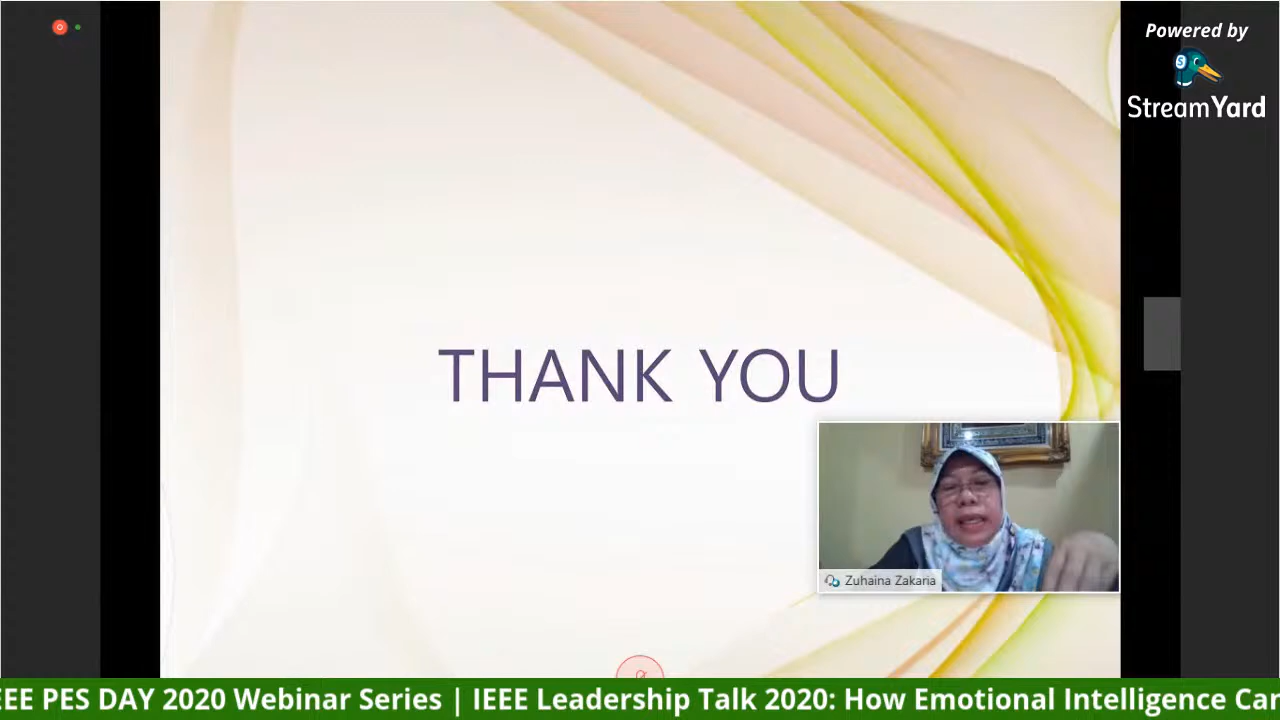 Powered by
StreamYard
THANK YOU
Zuhaina Zakaria
EEE PES DAY 2020 Webinar Series | IEEE Leadership Talk 2020: How Emotional Intelligence Car